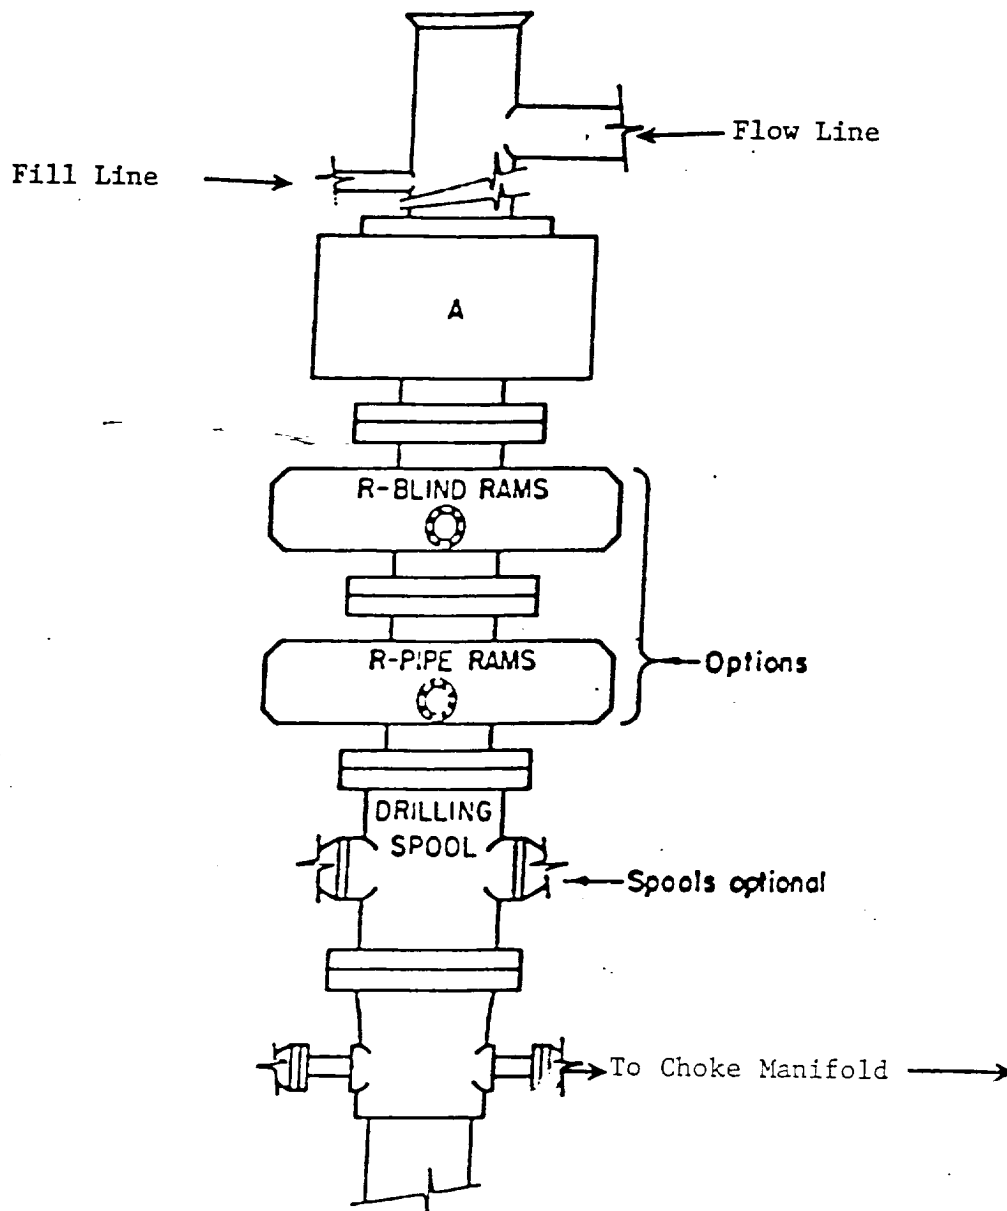 Flow Line
Fill Line
A
R-BLIND RAMS
R-PIPE RAMS
Options
DRILLING
SPOOL
Spools optional
To Choke Manifold